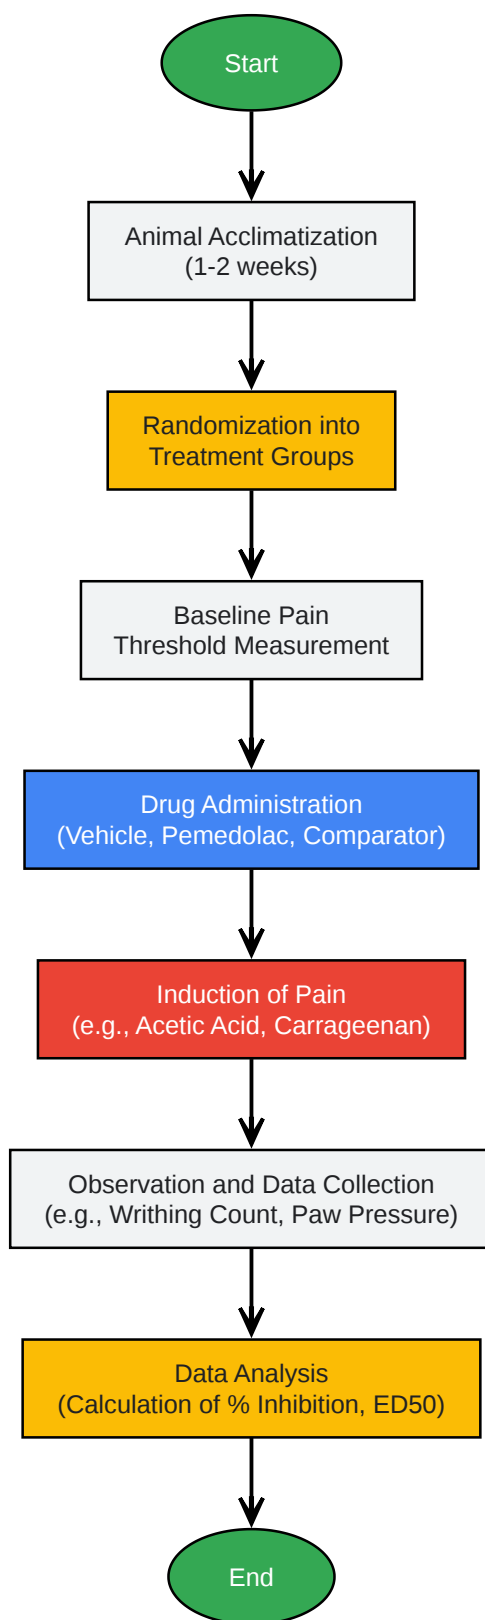 Start
Animal Acclimatization
(1-2 weeks)
Randomization into
Treatment Groups
Baseline Pain
Threshold Measurement
Drug Administration
(Vehicle, Pemedolac, Comparator)
Induction of Pain
(e.g., Acetic Acid, Carrageenan)
Observation and Data Collection
(e.g., Writhing Count, Paw Pressure)
Data Analysis
(Calculation of % Inhibition, ED50)
End